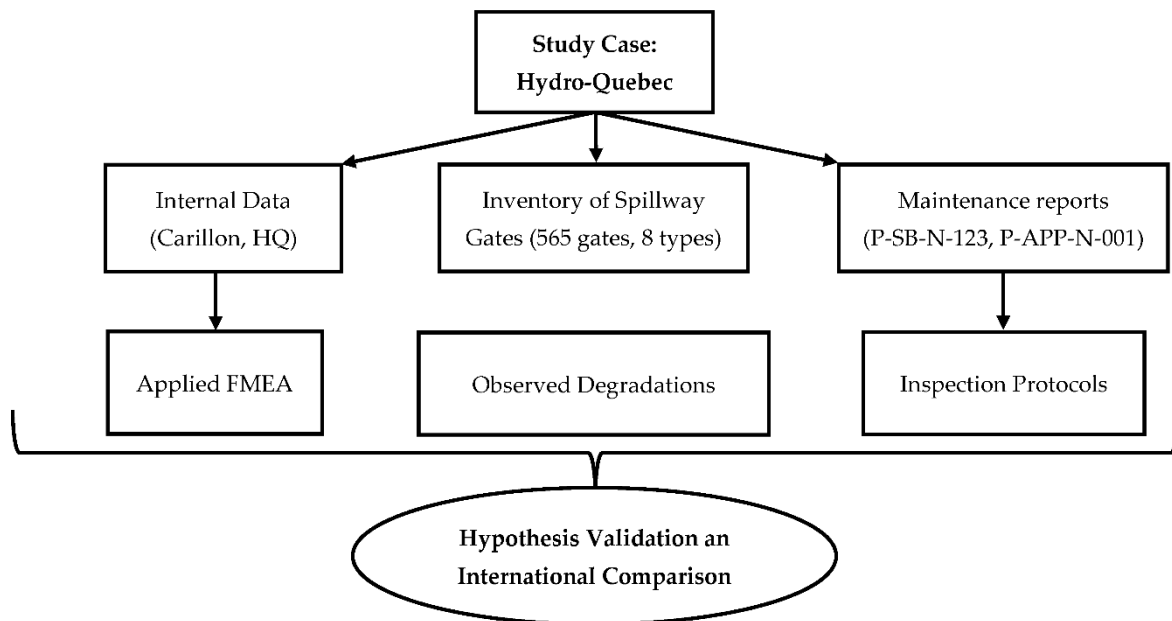 Study Case:
Hydro-Quebec
Internal Data
(Carillon, HQ)
Inventory of Spillway
Gates (565 gates, 8 types)
Maintenance reports
(P-SB-N-123, P-APP-N-001)
Applied FMEA
Observed Degradations
Inspection Protocols
Hypothesis Validation an
International Comparison